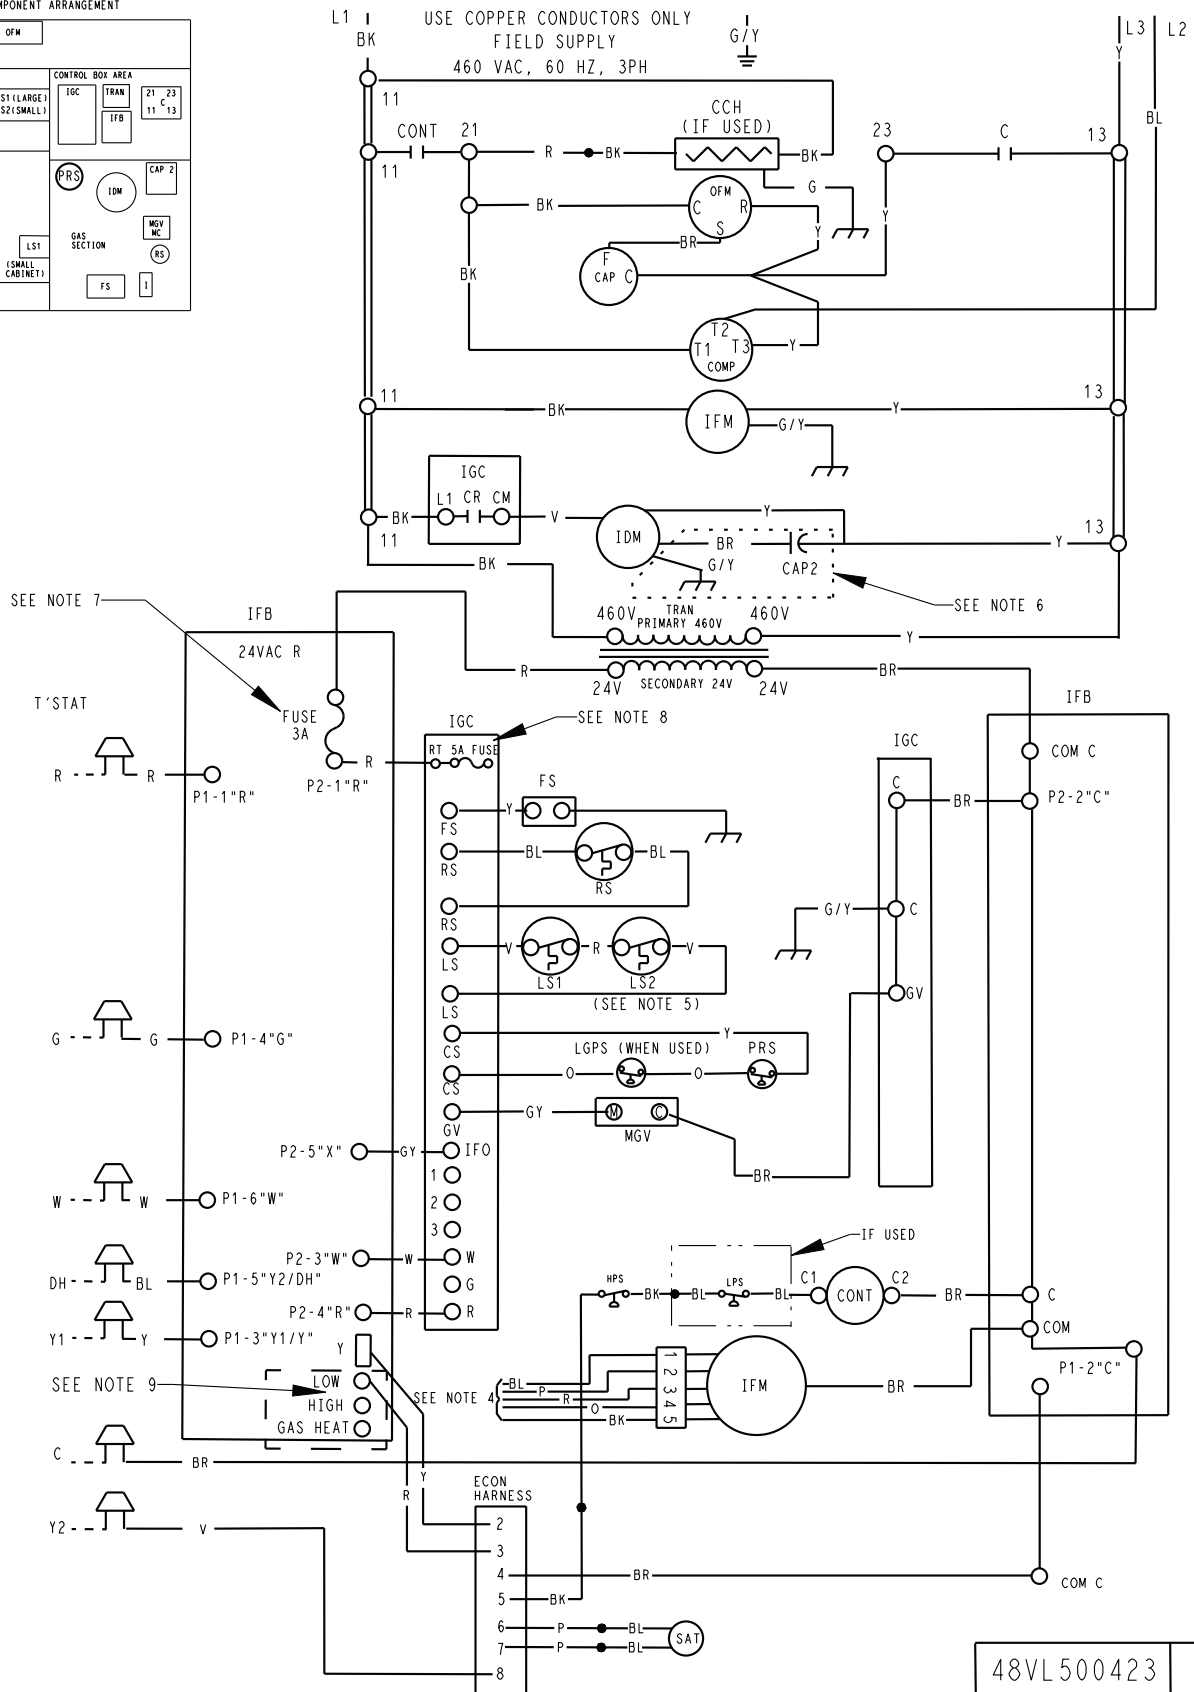 COMPONENT ARRANGEMENT
OFM
CONTROL BOX AREA
S1(LARGE)
S2(SMALL)
IGC
TRAN
IFB
21 23
C
11 13
PRS
IDM
CAP 2
MGV
MC
RS
GAS
SECTION
LS1
(SMALL
CABINET)
FS
I
L1
BK
USE COPPER CONDUCTORS ONLY
FIELD SUPPLY
460 VAC, 60 HZ, 3PH
G/Y
L3
L2
Y
BL
11
CONT
21
CCH
(IF USED)
23
C
13
R
BK
BK
11
G
OFM
C
R
S
BK
Y
Y
BR
F
CAP C
BK
T2
T1
T3
COMP
Y
11
13
BK
IFM
Y
G/Y
IGC
L1 CR CM
BK
V
IDM
Y
BR
CAP2
G/Y
Y
13
11
BK
SEE NOTE 6
SEE NOTE 7
IFB
24VAC R
460V
TRAN
PRIMARY 460V
460V
Y
R
24V
SECONDARY 24V
24V
BR
T'STAT
FUSE
3A
IGC
SEE NOTE 8
IFB
IGC
RT 5A FUSE
R
R
P1-1"R"
R
P2-1"R"
COM C
FS
C
BR
P2-2"C"
FS
Y
RS
BL
BL
RS
RS
LS
V
R
V
LS1
LS2
G/Y
C
(SEE NOTE 5)
LS
GV
G
G
P1-4"G"
CS
Y
LGPS (WHEN USED)
PRS
CS
O
O
GV
GY
M
C
MGV
BR
P2-5"X"
GY
IFO
1
2
3
W
W
P1-6"W"
P2-3"W"
W
W
IF USED
DH
BL
P1-5"Y2/DH"
G
HPS
BK
BL
LPS
BL
C1
CONT
C2
BR
C
P2-4"R"
R
R
COM
Y1
Y
P1-3"Y1/Y"
Y
P1-2"C"
SEE NOTE 9
LOW
HIGH
GAS HEAT
SEE NOTE 4
BL
P
R
O
BK
1
2
3
4
5
IFM
BR
C
BR
Y
R
ECON
HARNESS
Y2
V
2
3
4
BR
COM C
5
BK
6
P
BL
7
P
BL
SAT
8
48VL500423